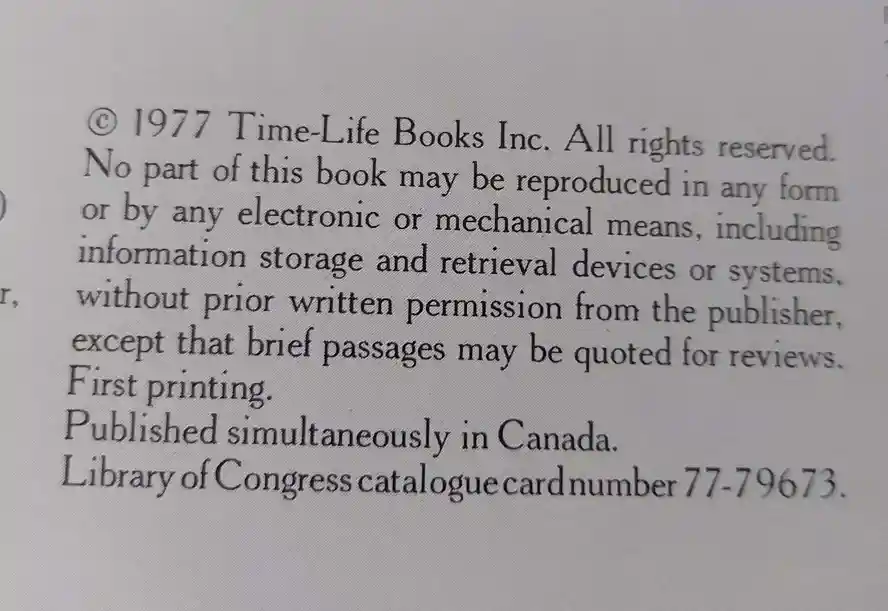 © 1977 Time-Life Books Inc. All rights reserved.
No part of this book may be reproduced in any form
or by any electronic or mechanical means, including
information storage and retrieval devices or systems,
r, without prior written permission from the publisher,
except that brief passages may be quoted for reviews.
First printing.
Published simultaneously in Canada.
Library of Congress catalogue card number 77-79673.